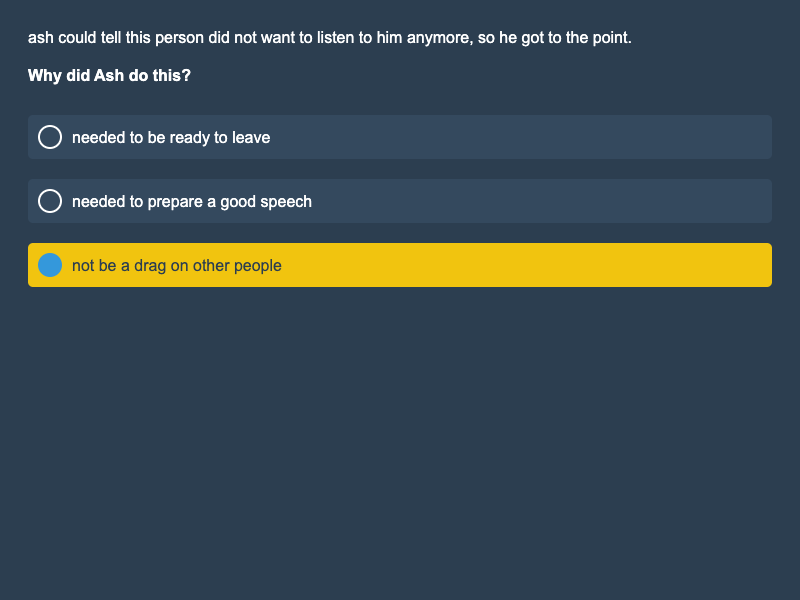 ash could tell this person did not want to listen to him anymore, so he got to the point.
Why did Ash do this?
needed to be ready to leave
needed to prepare a good speech
not be a drag on other people